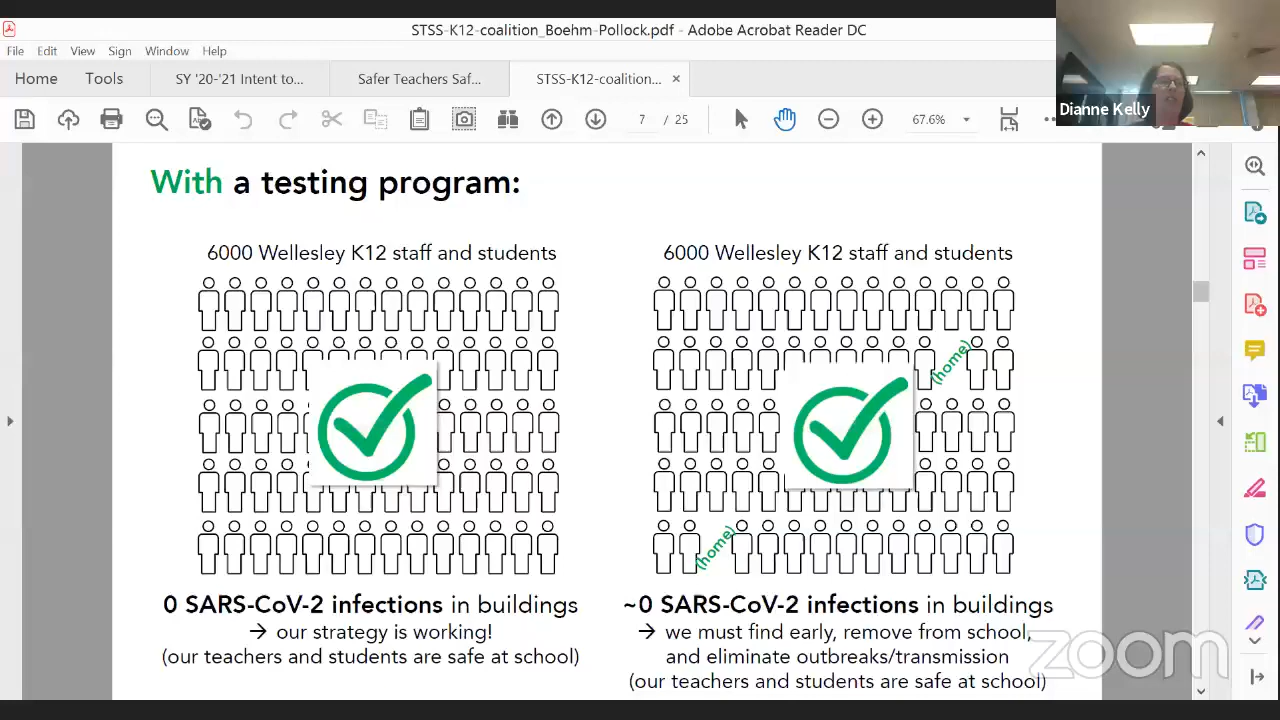 STSS-K12-coalition_Boehm-Pollock.pdf - Adobe Acrobat Reader DC
File Edit View Sign Window Help
Home Tools SY '20-'21 Intent to... Safer Teachers Saf... STSS-K12-coalition... ×
7 / 25 67.6%
Dianne Kelly
With a testing program:
6000 Wellesley K12 staff and students
(home)
6000 Wellesley K12 staff and students
(home)
0 SARS-CoV-2 infections in buildings
→ our strategy is working!
(our teachers and students are safe at school)
~0 SARS-CoV-2 infections in buildings
→ we must find early, remove from school,
and eliminate outbreaks/transmission
(our teachers and students are safe at school)
zoom